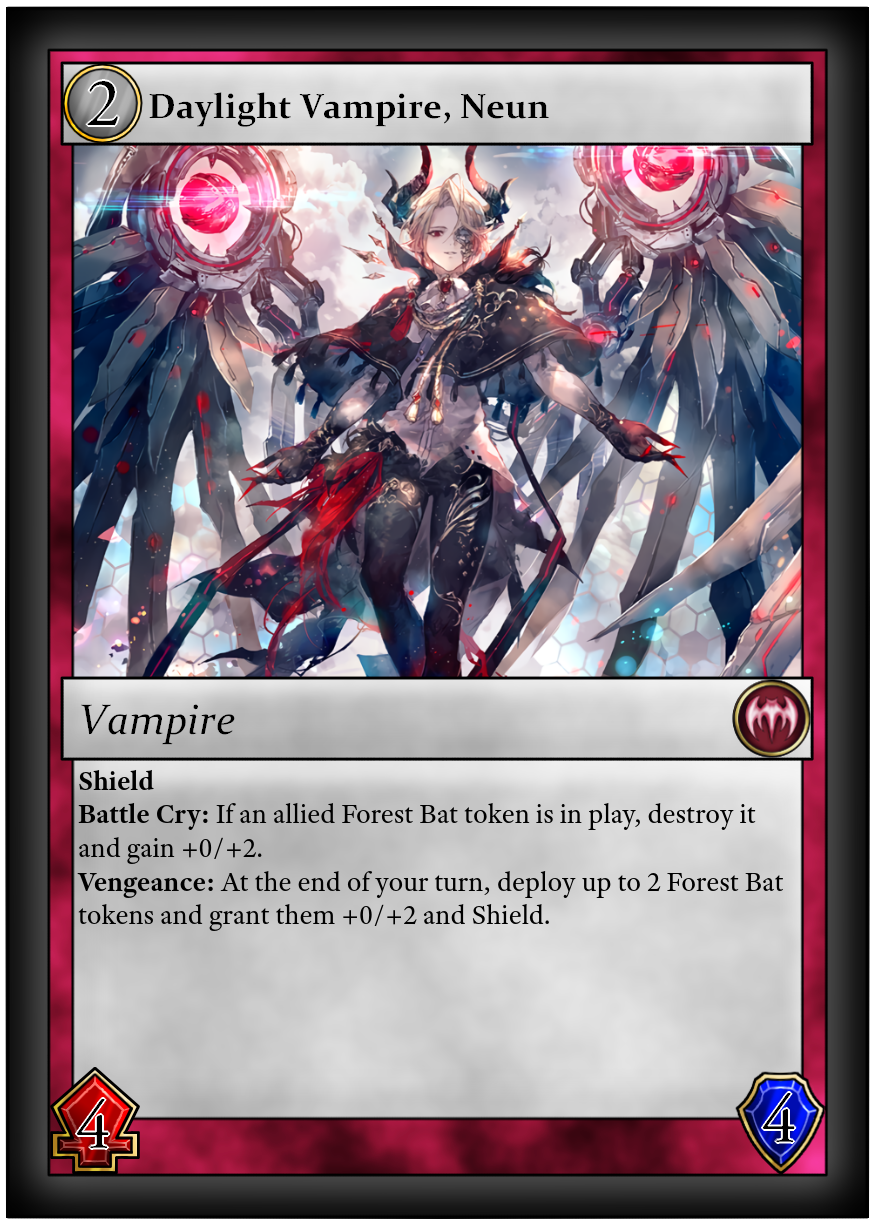 2 Daylight Vampire, Neun
Vampire
Shield
Battle Cry: If an allied Forest Bat token is in play, destroy it
and gain +0/+2.
Vengeance: At the end of your turn, deploy up to 2 Forest Bat
tokens and grant them +0/+2 and Shield.
4
4